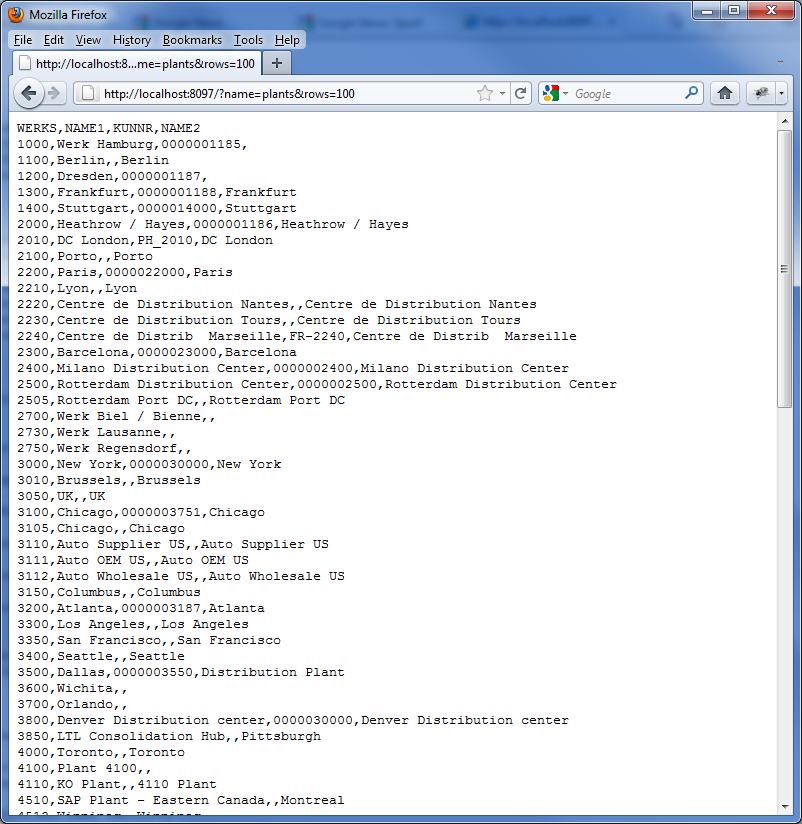 Mozilla Firefox
File Edit View History Bookmarks Tools Help
http://localhost:8...me=plants&rows=100
http://localhost:8097/?name=plants&rows=100
Google
WERKS,NAME1,KUNNR,NAME2
1000,Werk Hamburg,0000001185,
1100,Berlin,,Berlin
1200,Dresden,0000001187,
1300,Frankfurt,0000001188,Frankfurt
1400,Stuttgart,0000014000,Stuttgart
2000,Heathrow / Hayes,0000001186,Heathrow / Hayes
2010,DC London,PH_2010,DC London
2100,Porto,,Porto
2200,Paris,0000022000,Paris
2210,Lyon,,Lyon
2220,Centre de Distribution Nantes,,Centre de Distribution Nantes
2230,Centre de Distribution Tours,,Centre de Distribution Tours
2240,Centre de Distrib  Marseille,FR-2240,Centre de Distrib  Marseille
2300,Barcelona,0000023000,Barcelona
2400,Milano Distribution Center,0000002400,Milano Distribution Center
2500,Rotterdam Distribution Center,0000002500,Rotterdam Distribution Center
2505,Rotterdam Port DC,,Rotterdam Port DC
2700,Werk Biel / Bienne,,
2730,Werk Lausanne,,
2750,Werk Regensdorf,,
3000,New York,0000030000,New York
3010,Brussels,,Brussels
3050,UK,,UK
3100,Chicago,0000003751,Chicago
3105,Chicago,,Chicago
3110,Auto Supplier US,,Auto Supplier US
3111,Auto OEM US,,Auto OEM US
3112,Auto Wholesale US,,Auto Wholesale US
3150,Columbus,,Columbus
3200,Atlanta,0000003187,Atlanta
3300,Los Angeles,,Los Angeles
3350,San Francisco,,San Francisco
3400,Seattle,,Seattle
3500,Dallas,0000003550,Distribution Plant
3600,Wichita,,
3700,Orlando,,
3800,Denver Distribution center,0000030000,Denver Distribution center
3850,LTL Consolidation Hub,,Pittsburgh
4000,Toronto,,Toronto
4100,Plant 4100,,
4110,KO Plant,,4110 Plant
4510,SAP Plant - Eastern Canada,,Montreal